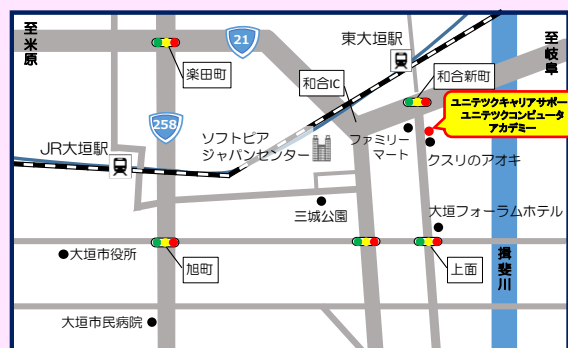 至米原
21
東大垣駅
至岐阜
楽田町
和合IC
和合新町
ユニテックキャリアサポート
ユニテックコンピュータ
アカデミー
258
ソフトピア
ジャパンセンター
ファミリー
マート
クスリのアオキ
JR大垣駅
三城公園
大垣フォーラムホテル
大垣市役所
旭町
上面
揖斐川
大垣市民病院